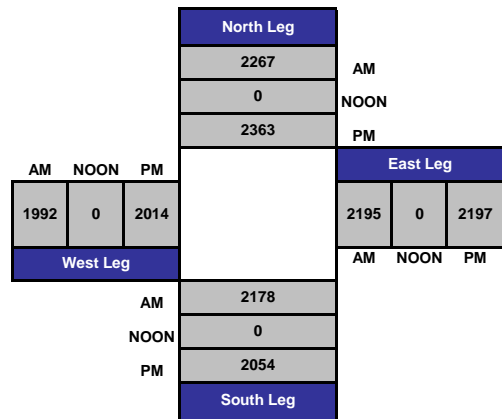 North Leg
2267 AM
0 NOON
2363 PM
AM NOON PM East Leg
1992 0 2014 2195 0 2197
West Leg AM NOON PM
AM 2178
NOON 0
PM 2054
South Leg